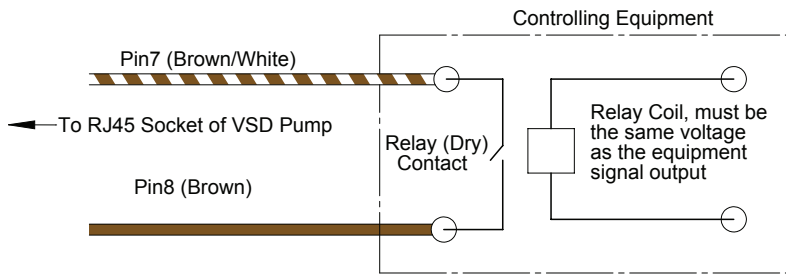 Controlling Equipment
Pin7 (Brown/White)
To RJ45 Socket of VSD Pump
Relay (Dry)
Contact
Relay Coil, must be
the same voltage
as the equipment
signal output
Pin8 (Brown)